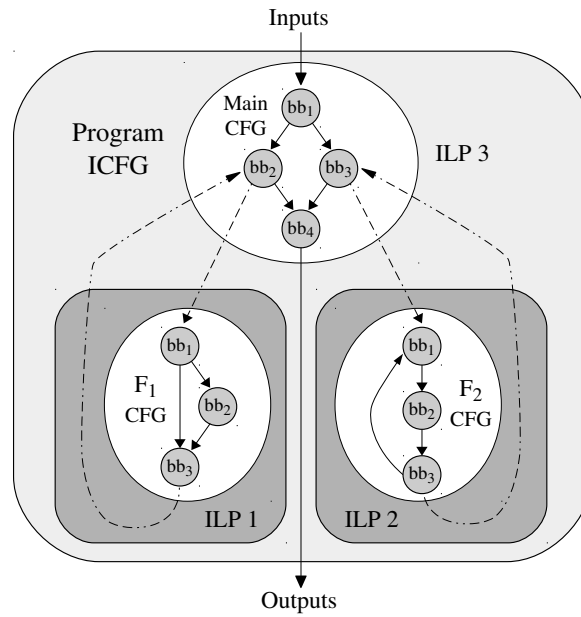 Inputs
Program
ICFG
Main
CFG
bb₁
bb₂
bb₃
bb₄
ILP 3
F₁
CFG
bb₁
bb₂
bb₃
ILP 1
bb₁
bb₂
bb₃
F₂
CFG
ILP 2
Outputs